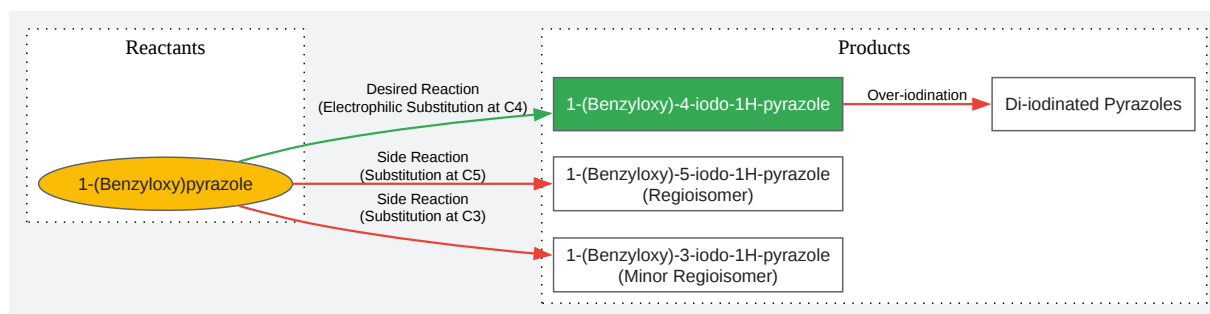 Reactants
Products
Desired Reaction
(Electrophilic Substitution at C4)
1-(Benzyloxy)-4-iodo-1H-pyrazole
Over-iodination
Di-iodinated Pyrazoles
1-(Benzyloxy)pyrazole
Side Reaction
(Substitution at C5)
1-(Benzyloxy)-5-iodo-1H-pyrazole
(Regioisomer)
Side Reaction
(Substitution at C3)
1-(Benzyloxy)-3-iodo-1H-pyrazole
(Minor Regioisomer)